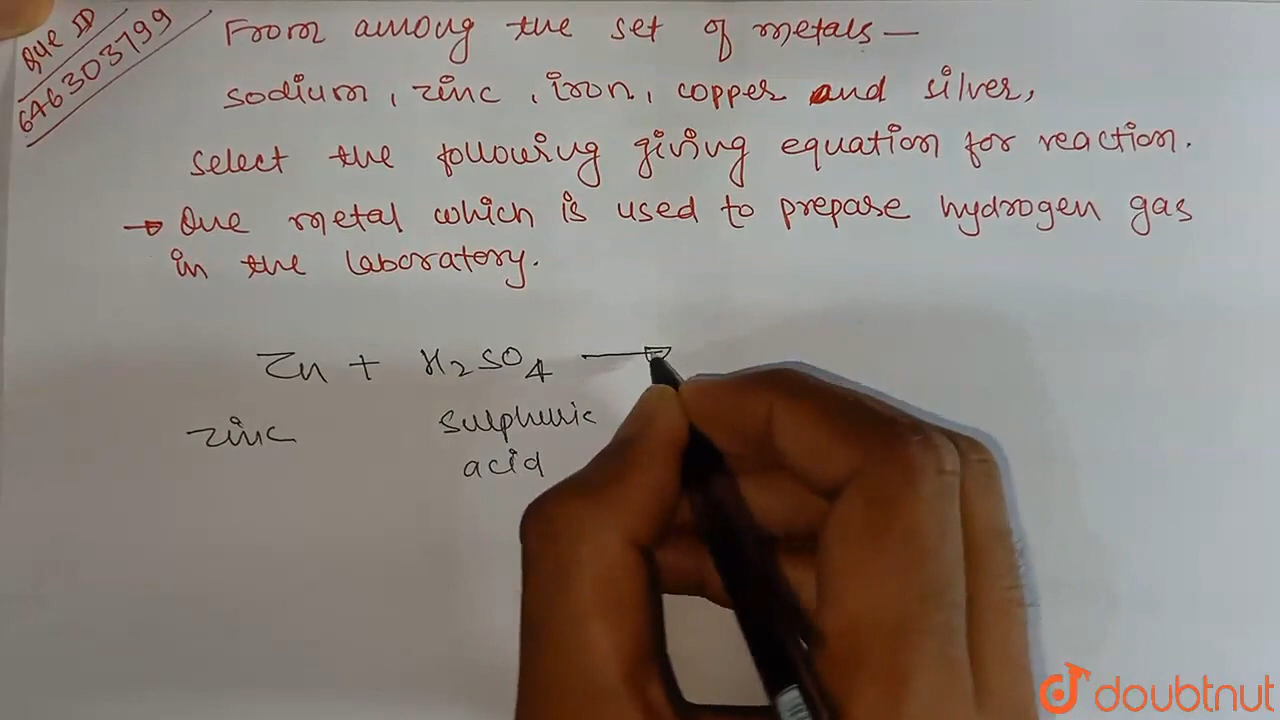 Que ID
646303799
From among the set of metals—
sodium, zinc, iron, copper and silver,
select the following giving equation for reaction.
→ One metal which is used to prepare hydrogen gas
in the laboratory.
Zn + H₂SO₄ →
zinc sulphuric
acid
doubtnut